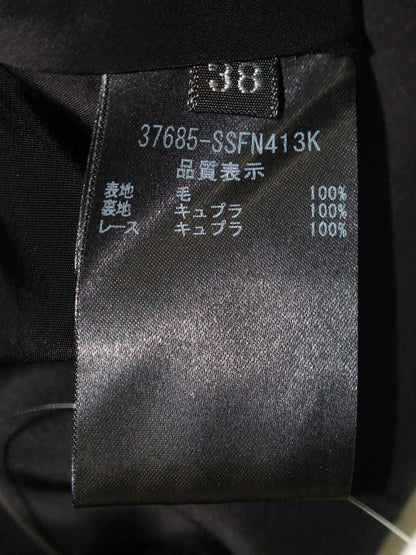 38
37685-SSFN413K
品質表示
表地 毛 100%
裏地 キュプラ 100%
レース キュプラ 100%